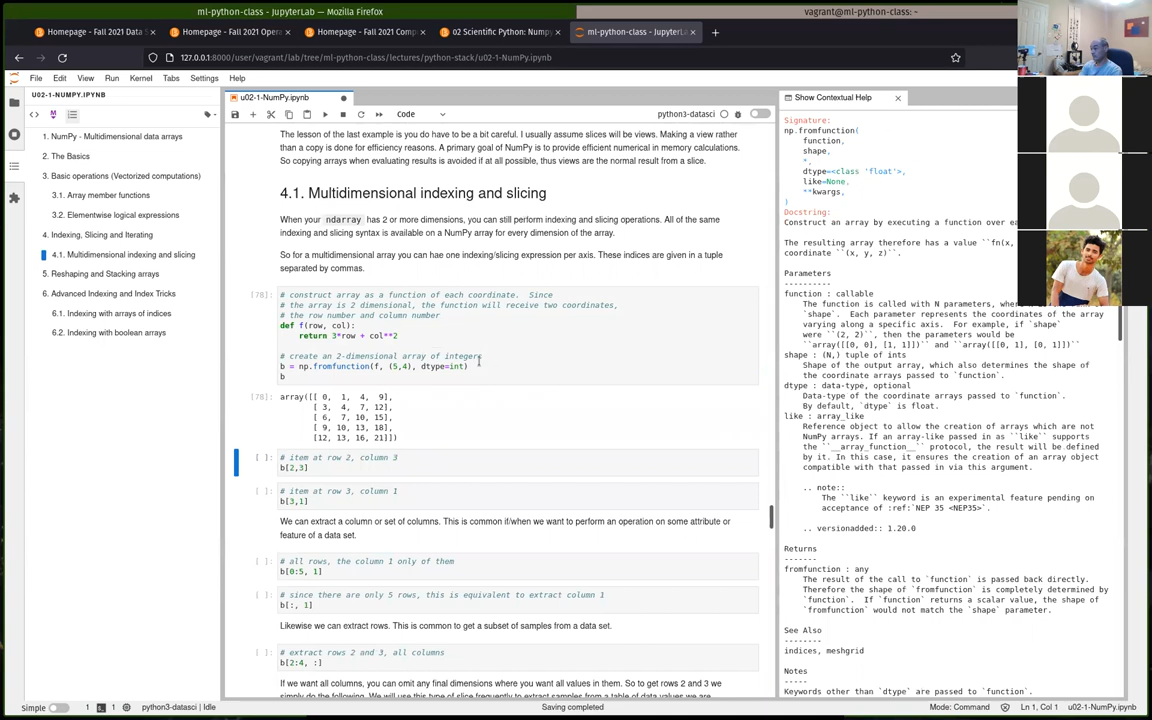 ml-python-class - JupyterLab - Mozilla Firefox
vagrant@ml-python-class: ~
Homepage - Fall 2021 Data S
Homepage - Fall 2021 Opera
Homepage - Fall 2021 Comp
02 Scientific Python: Nump
ml-python-class - JupyterLa
127.0.0.1:8000/user/vagrant/lab/tree/ml-python-class/lectures/python-stack/u02-1-NumPy.ipynb
File Edit View Run Kernel Tabs Settings Help
U02-1-NUMPY.IPYNB
1. NumPy - Multidimensional data arrays
2. The Basics
3. Basic operations (Vectorized computations)
3.1. Array member functions
3.2. Elementwise logical expressions
4. Indexing, Slicing and Iterating
4.1. Multidimensional indexing and slicing
5. Reshaping and Stacking arrays
6. Advanced Indexing and Index Tricks
6.1. Indexing with arrays of indices
6.2. Indexing with boolean arrays
u02-1-NumPy.ipynb
Code
python3-datasci
The lesson of the last example is you do have to be a bit careful. I usually assume slices will be views. Making a view rather
than a copy is done for efficiency reasons. A primary goal of NumPy is to provide efficient numerical in memory calculations.
So copying arrays when evaluating results is avoided if at all possible, thus views are the normal result from a slice.
4.1. Multidimensional indexing and slicing
When your ndarray has 2 or more dimensions, you can still perform indexing and slicing operations. All of the same
indexing and slicing syntax is available on a NumPy array for every dimension of the array.
So for a multidimensional array you can hae one indexing/slicing expression per axis. These indices are given in a tuple
separated by commas.
[78]: # construct array as a function of each coordinate. Since
# the array is 2 dimensional, the function will receive two coordinates,
# the row number and column number
def f(row, col):
return 3*row + col**2
# create an 2-dimensional array of integers
b = np.fromfunction(f, (5,4), dtype=int)
b
[78]: array([[ 0, 1, 4, 9],
[ 3, 4, 7, 12],
[ 6, 7, 10, 15],
[ 9, 10, 13, 18],
[12, 13, 16, 21]])
[ ]: # item at row 2, column 3
b[2,3]
[ ]: # item at row 3, column 1
b[3,1]
We can extract a column or set of columns. This is common if/when we want to perform an operation on some attribute or
feature of a data set.
[ ]: # all rows, the column 1 only of them
b[0:5, 1]
[ ]: # since there are only 5 rows, this is equivalent to extract column 1
b[:, 1]
Likewise we can extract rows. This is common to get a subset of samples from a data set.
[ ]: # extract rows 2 and 3, all columns
b[2:4, :]
If we want all columns, you can omit any final dimensions where you want all values in them. So to get rows 2 and 3 we
Show Contextual Help
Signature:
np.fromfunction(
function,
shape,
*,
dtype=<class 'float'>,
like=None,
**kwargs,
)
Docstring:
Construct an array by executing a function over ea
The resulting array therefore has a value ``fn(x,
coordinate ``(x, y, z)``.
Parameters
----------
function : callable
The function is called with N parameters, wher
`shape`. Each parameter represents the coordi
varying along a specific axis. For example, if
were ``(2, 2)``, then the parameters would be
``array([[0, 0], [1, 1]])`` and ``array([[0, 1], [0, 1]])``
shape : (N,) tuple of ints
Shape of the output array, which also determines the shape of
the coordinate arrays passed to `function`.
dtype : data-type, optional
Data-type of the coordinate arrays passed to `function`.
By default, `dtype` is float.
like : array_like
Reference object to allow the creation of arrays which are not
NumPy arrays. If an array-like passed in as ``like`` supports
the ``__array_function__`` protocol, the result will be defined
by it. In this case, it ensures the creation of an array object
compatible with that passed in via this argument.
.. note::
The ``like`` keyword is an experimental feature pending on
acceptance of :ref:`NEP 35 <NEP35>`.
.. versionadded:: 1.20.0
Returns
-------
fromfunction : any
The result of the call to `function` is passed back directly.
Therefore the shape of `fromfunction` is completely determined by
`function`. If `function` returns a scalar value, the shape of
`fromfunction` would not match the `shape` parameter.
See Also
--------
indices, meshgrid
Notes
-----
Keywords other than `dtype` are passed to `function`.
Simple 1 1 python3-datasci | Idle
Saving completed
Mode: Command Ln 1, Col 1 u02-1-NumPy.ipynb